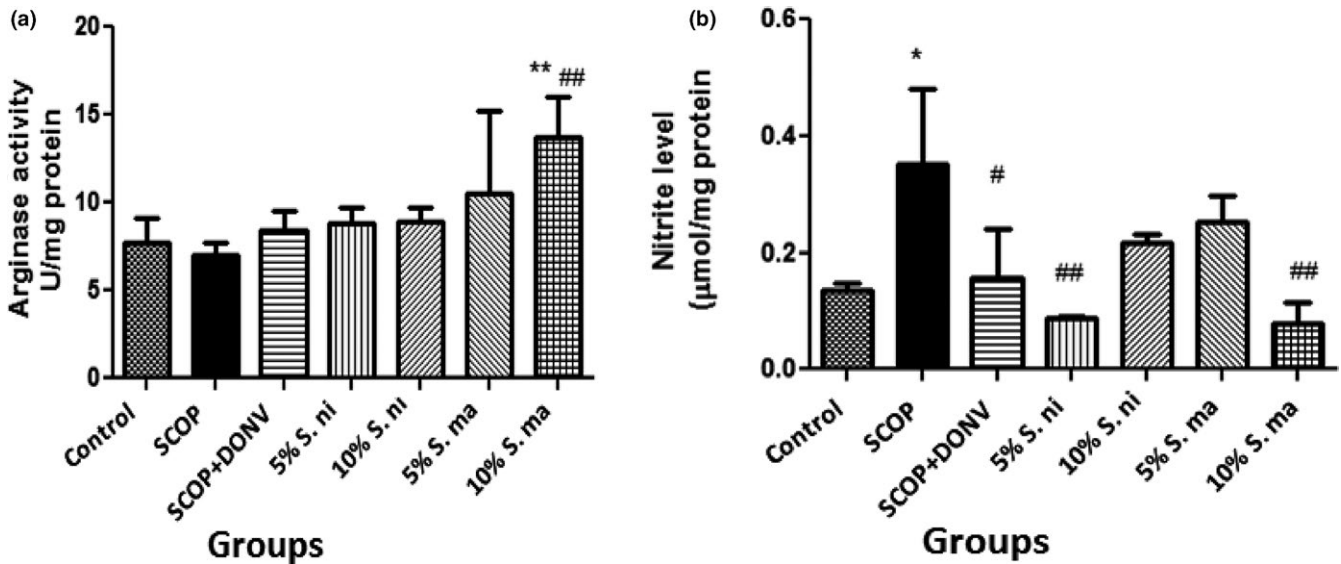 (a)
Arginase activity
U/mg protein
20
15
10
5
0
** ##
Control
SCOP
SCOP+DONV
5% S. ni
10% S. ni
5% S. ma
10% S. ma
Groups
(b)
Nitrite level
(µmol/mg protein
0.6
0.4
0.2
0.0
*
#
##
##
Control
SCOP
SCOP+DONV
5% S. ni
10% S. ni
5% S. ma
10% S. ma
Groups